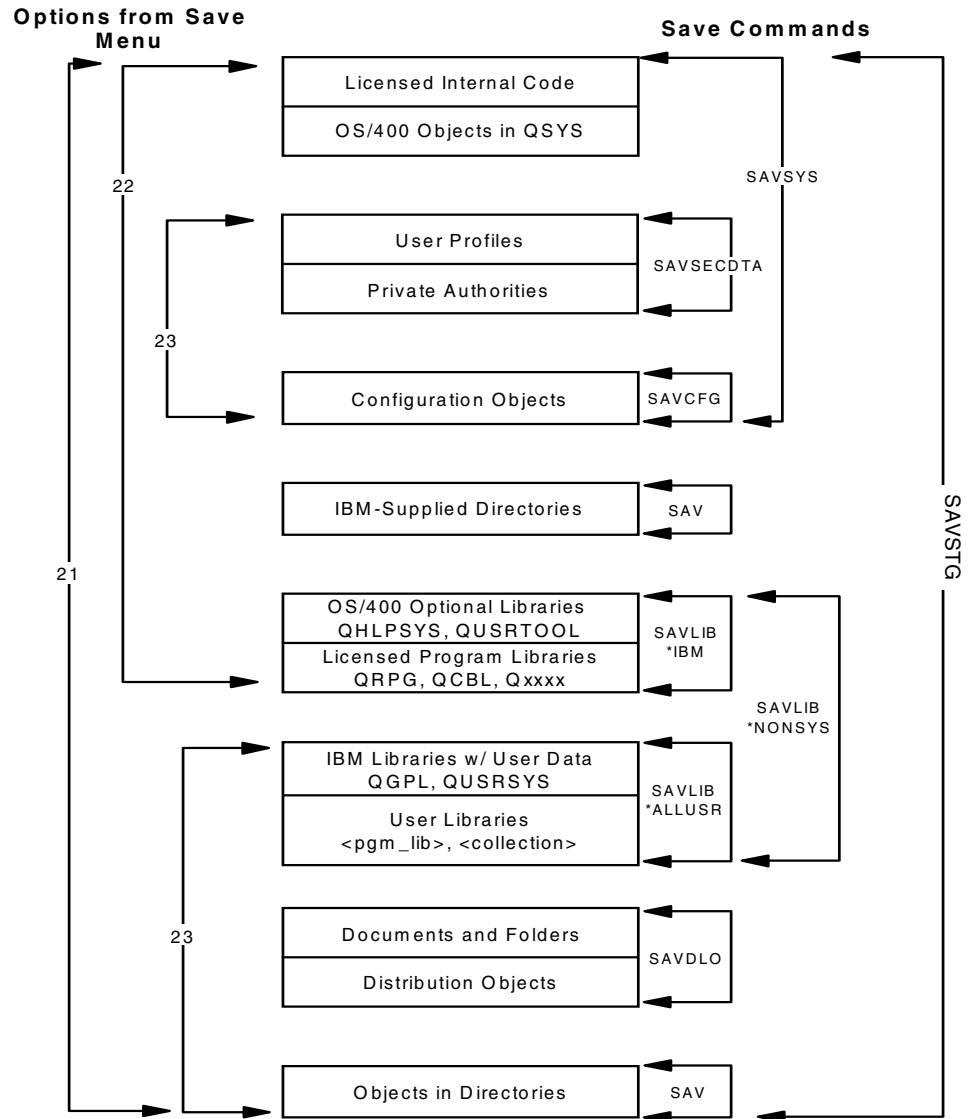 Options from Save
Menu
Save Commands
Licensed Internal Code
OS/400 Objects in QSYS
22
SAVSYS
User Profiles
SAVSECDTA
Private Authorities
23
Configuration Objects
SAVCFG
IBM-Supplied Directories
SAV
SAVSTG
21
OS/400 Optional Libraries
QHLPSYS, QUSRTOOL
SAVLIB
*IBM
Licensed Program Libraries
QRPG, QCBL, Qxxxx
SAVLIB
*NONSYS
IBM Libraries w/ User Data
QGPL, QUSRSYS
SAVLIB
*ALLUSR
User Libraries
<pgm_lib>, <collection>
23
Documents and Folders
SAVDLO
Distribution Objects
Objects in Directories
SAV